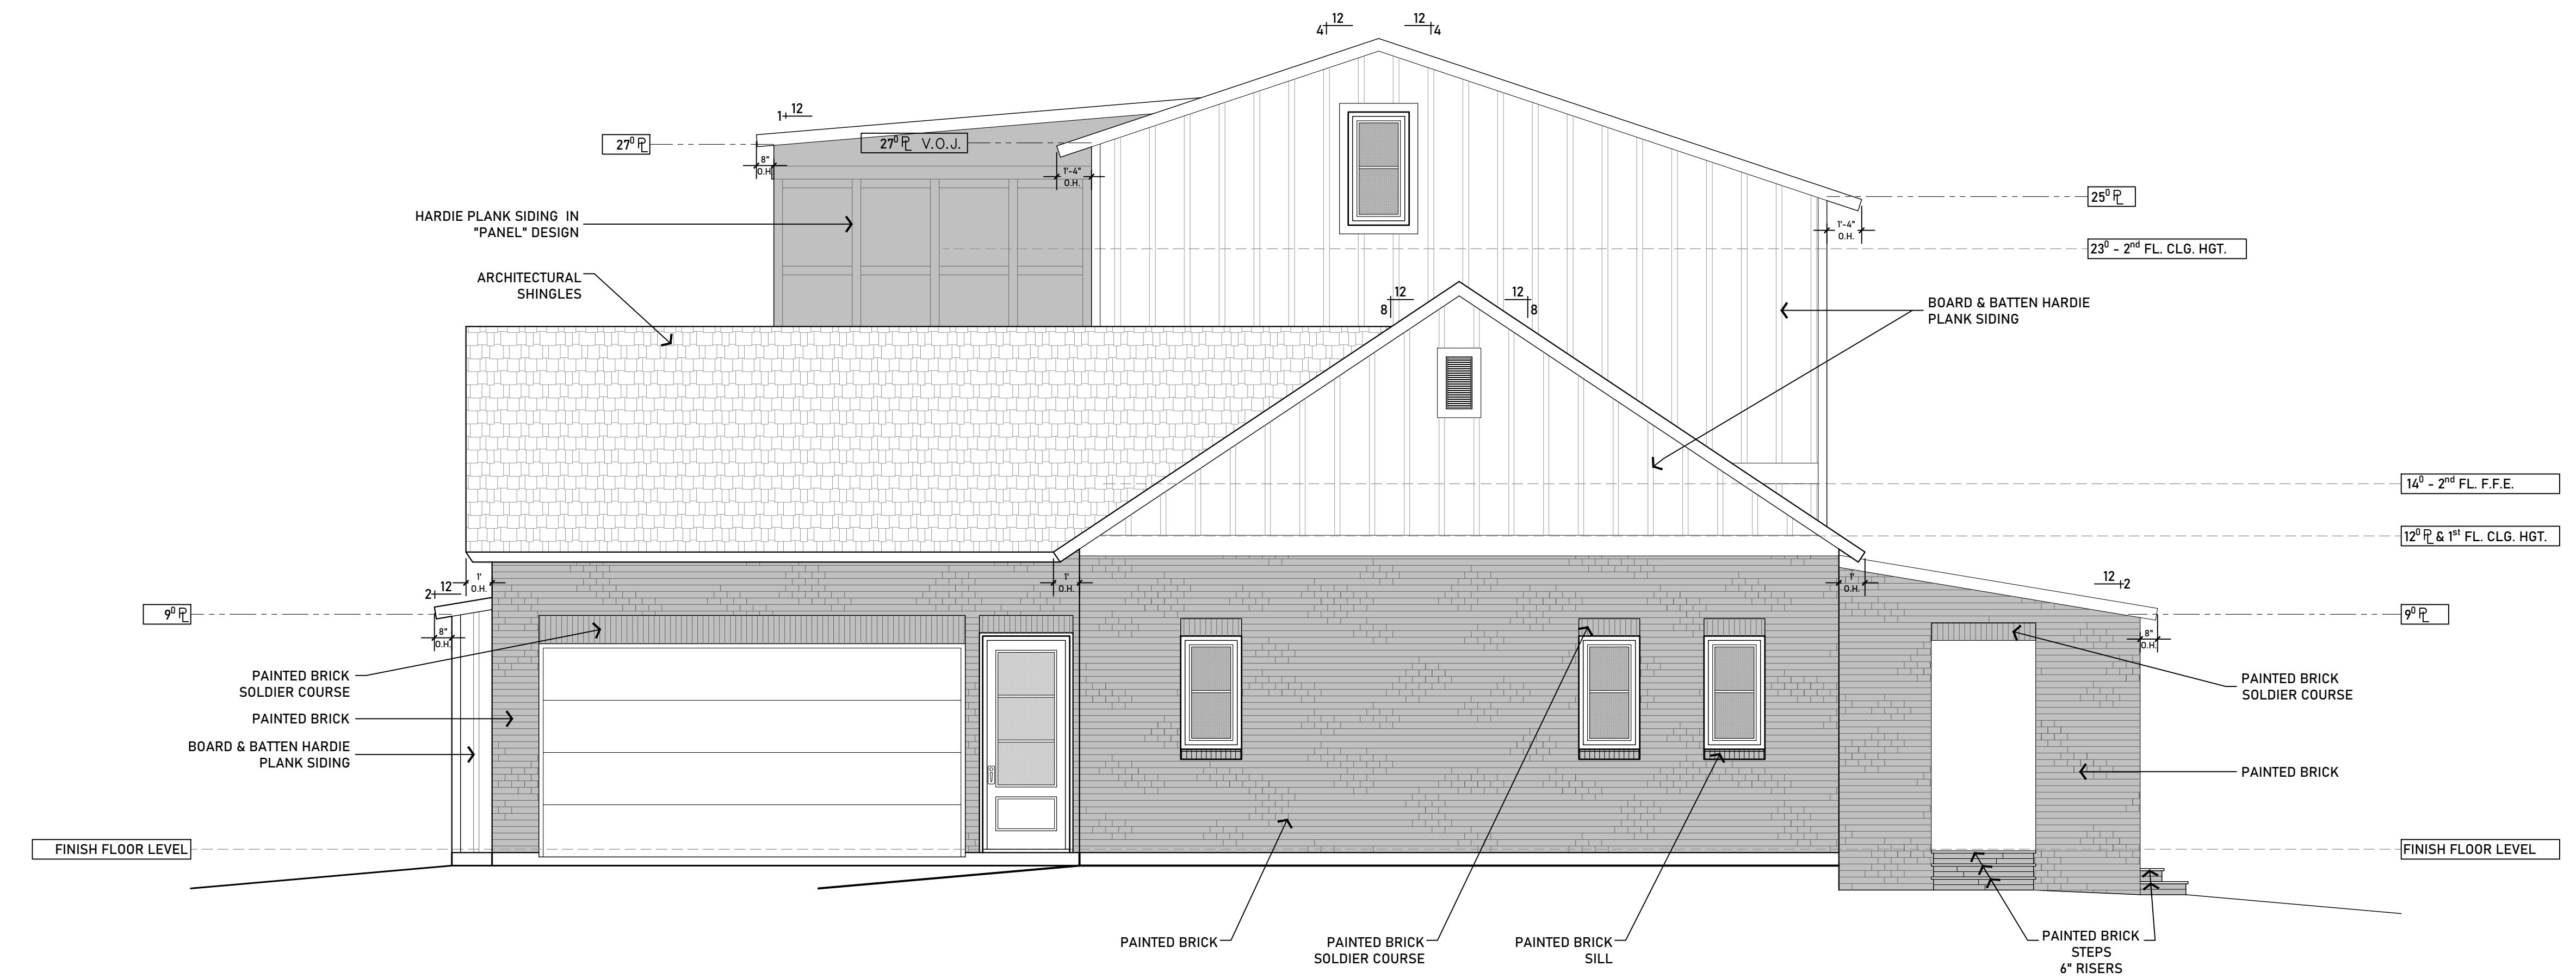 12
4
12
4
12
1
27⁰ PL
27⁰ PL V.O.J.
8"
O.H.
1'-4"
O.H.
25⁰ PL
1'-4"
O.H.
HARDIE PLANK SIDING IN
"PANEL" DESIGN
23⁰ - 2nd FL. CLG. HGT.
ARCHITECTURAL
SHINGLES
12
8
12
8
BOARD & BATTEN HARDIE
PLANK SIDING
14⁰ - 2nd FL. F.F.E.
12⁰ PL & 1st FL. CLG. HGT.
1'
O.H.
1'
O.H.
1'
O.H.
12
2
12
2
9⁰ PL
9⁰ PL
8"
O.H.
8"
O.H.
PAINTED BRICK
SOLDIER COURSE
PAINTED BRICK
SOLDIER COURSE
PAINTED BRICK
BOARD & BATTEN HARDIE
PLANK SIDING
PAINTED BRICK
FINISH FLOOR LEVEL
FINISH FLOOR LEVEL
PAINTED BRICK
PAINTED BRICK
SOLDIER COURSE
PAINTED BRICK
SILL
PAINTED BRICK
STEPS
6" RISERS